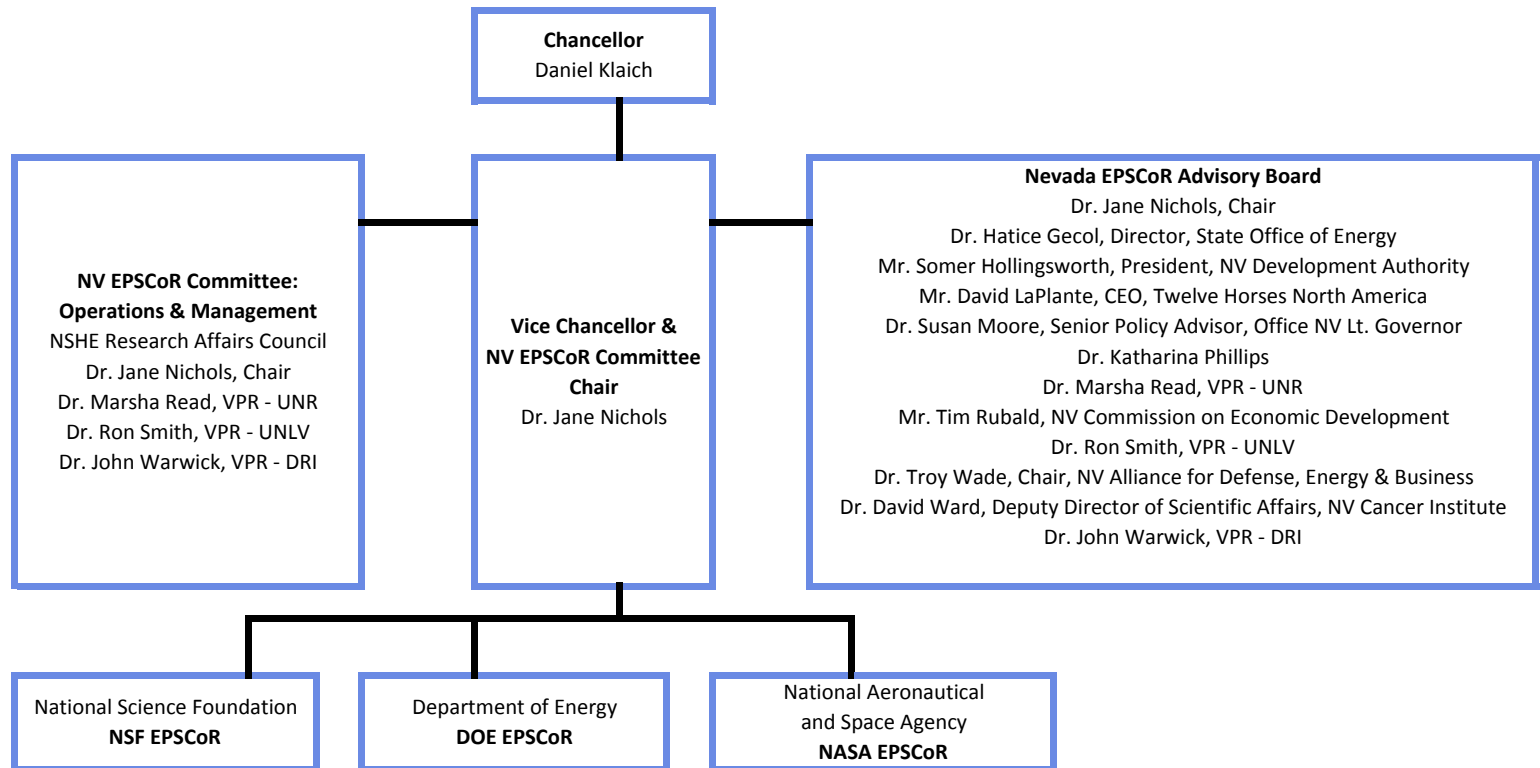 Chancellor
Daniel Klaich
NV EPSCoR Committee:
Operations & Management
NSHE Research Affairs Council
Dr. Jane Nichols, Chair
Dr. Marsha Read, VPR - UNR
Dr. Ron Smith, VPR - UNLV
Dr. John Warwick, VPR - DRI
Vice Chancellor &
NV EPSCoR Committee
Chair
Dr. Jane Nichols
Nevada EPSCoR Advisory Board
Dr. Jane Nichols, Chair
Dr. Hatice Gecol, Director, State Office of Energy
Mr. Somer Hollingsworth, President, NV Development Authority
Mr. David LaPlante, CEO, Twelve Horses North America
Dr. Susan Moore, Senior Policy Advisor, Office NV Lt. Governor
Dr. Katharina Phillips
Dr. Marsha Read, VPR - UNR
Mr. Tim Rubald, NV Commission on Economic Development
Dr. Ron Smith, VPR - UNLV
Dr. Troy Wade, Chair, NV Alliance for Defense, Energy & Business
Dr. David Ward, Deputy Director of Scientific Affairs, NV Cancer Institute
Dr. John Warwick, VPR - DRI
National Science Foundation
NSF EPSCoR
Department of Energy
DOE EPSCoR
National Aeronautical
and Space Agency
NASA EPSCoR